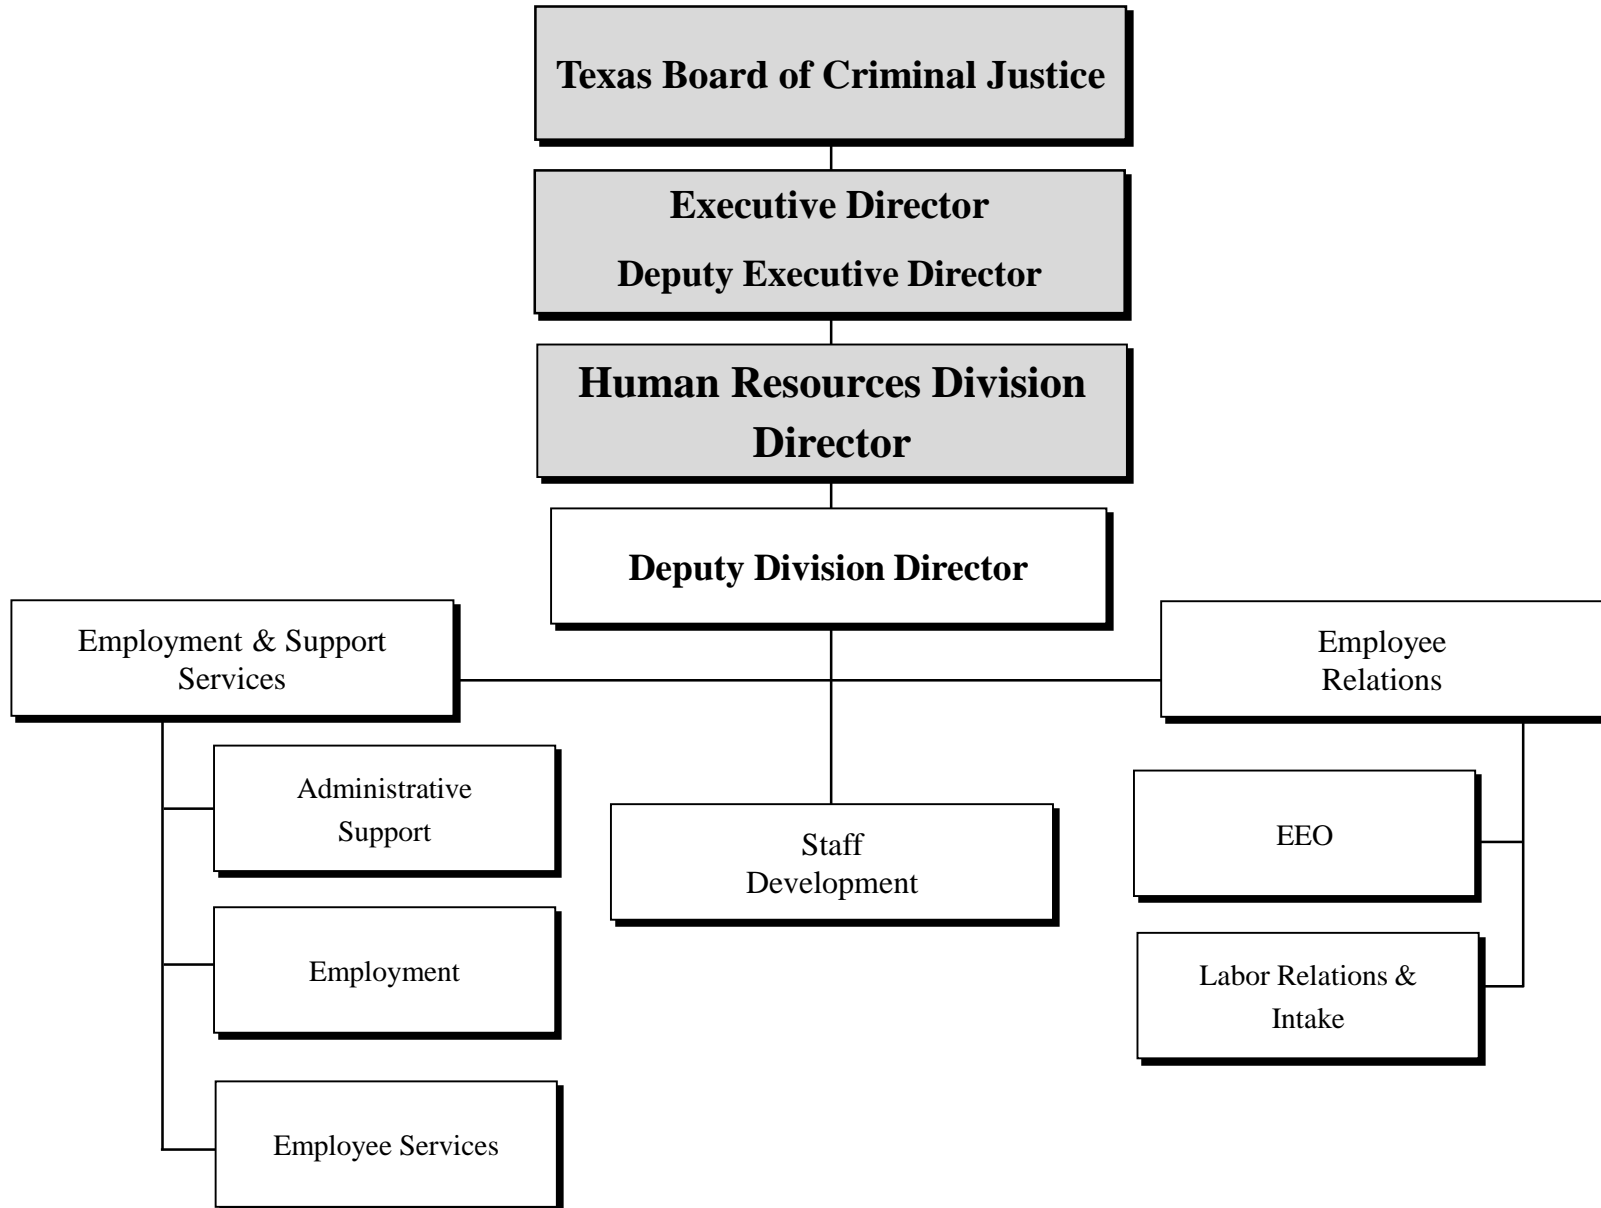 Texas Board of Criminal Justice
Executive Director
Deputy Executive Director
Human Resources Division
Director
Deputy Division Director
Employment & Support
Services
Employee
Relations
Administrative
Support
Staff
Development
EEO
Employment
Labor Relations &
Intake
Employee Services